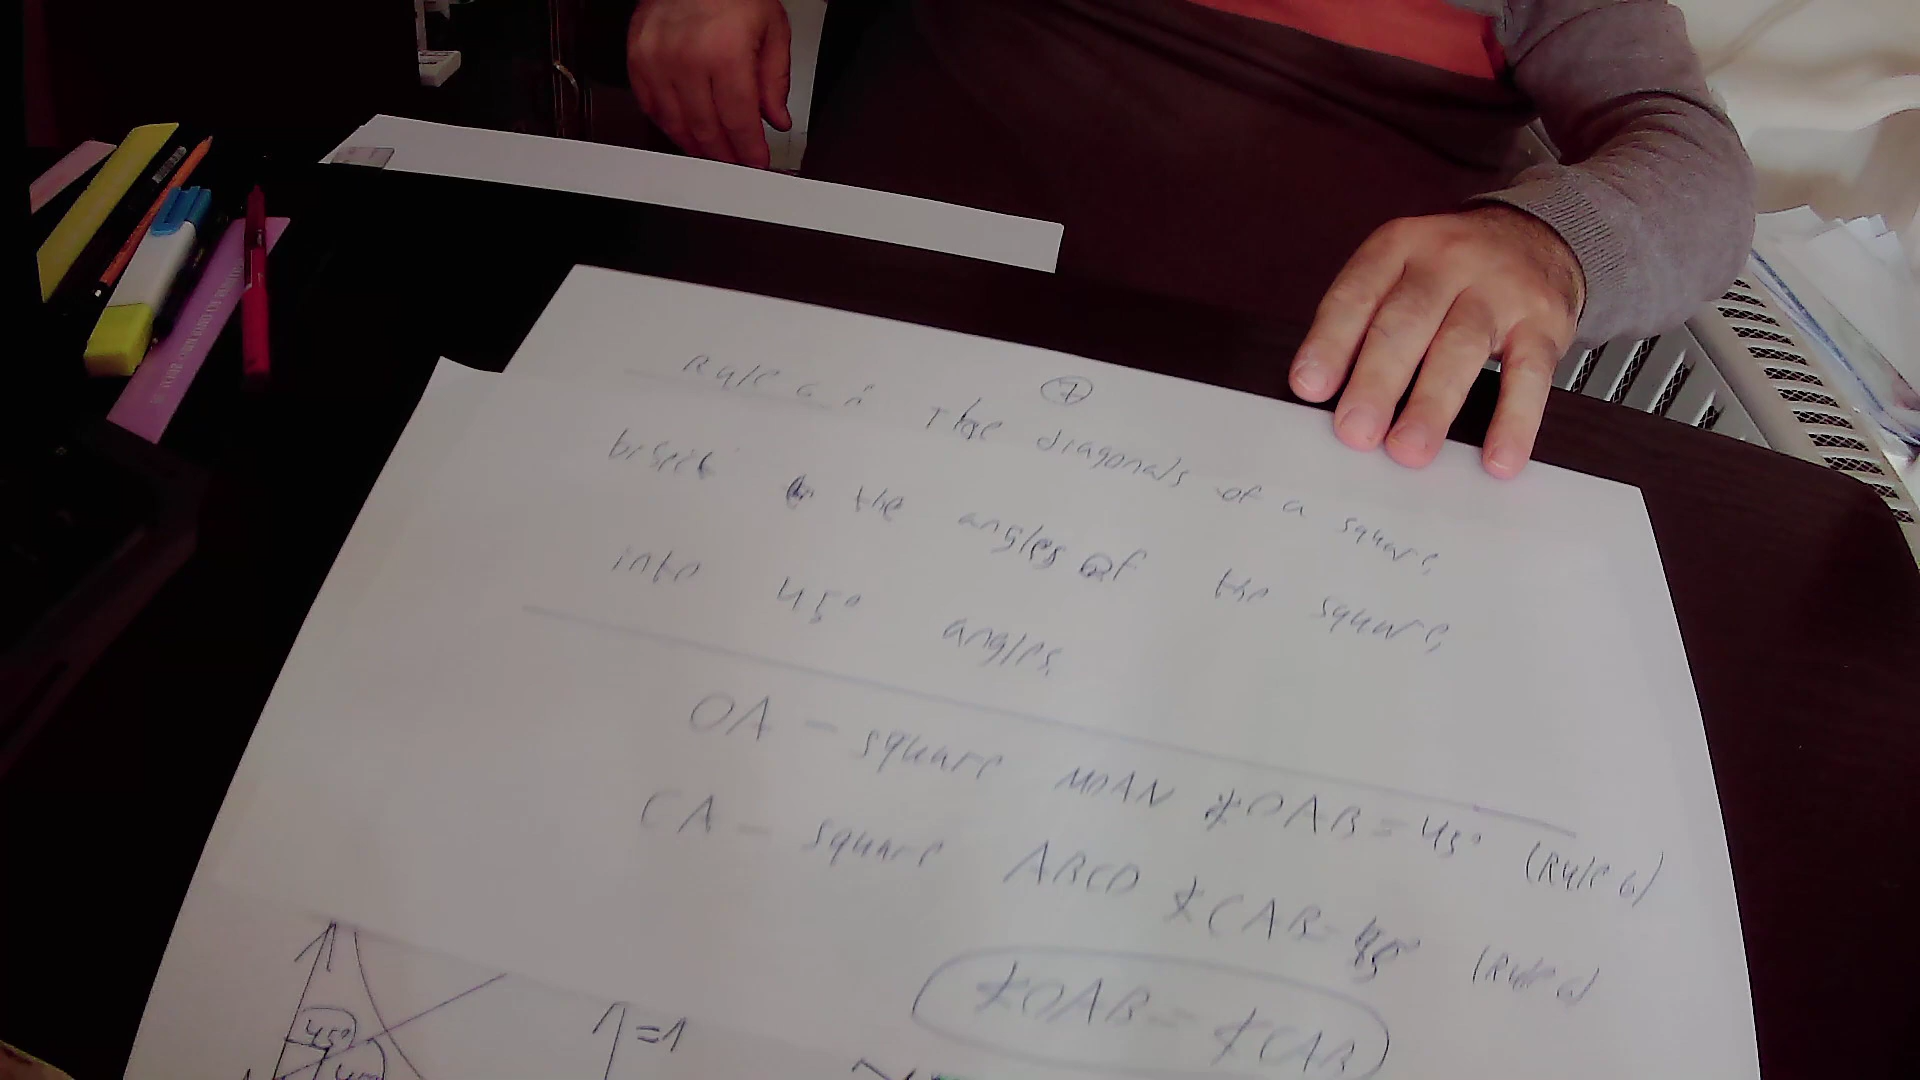 ⑦
Rule 6: The diagonals of a square,
bisect the angles of the square,
into 45° angles.
OA - square MOAN ∡OAB = 45° (Rule 6)
CA - square ABCD ∡CAB = 45° (Rule 6)
∡OAB = ∡CAB
45°
=1